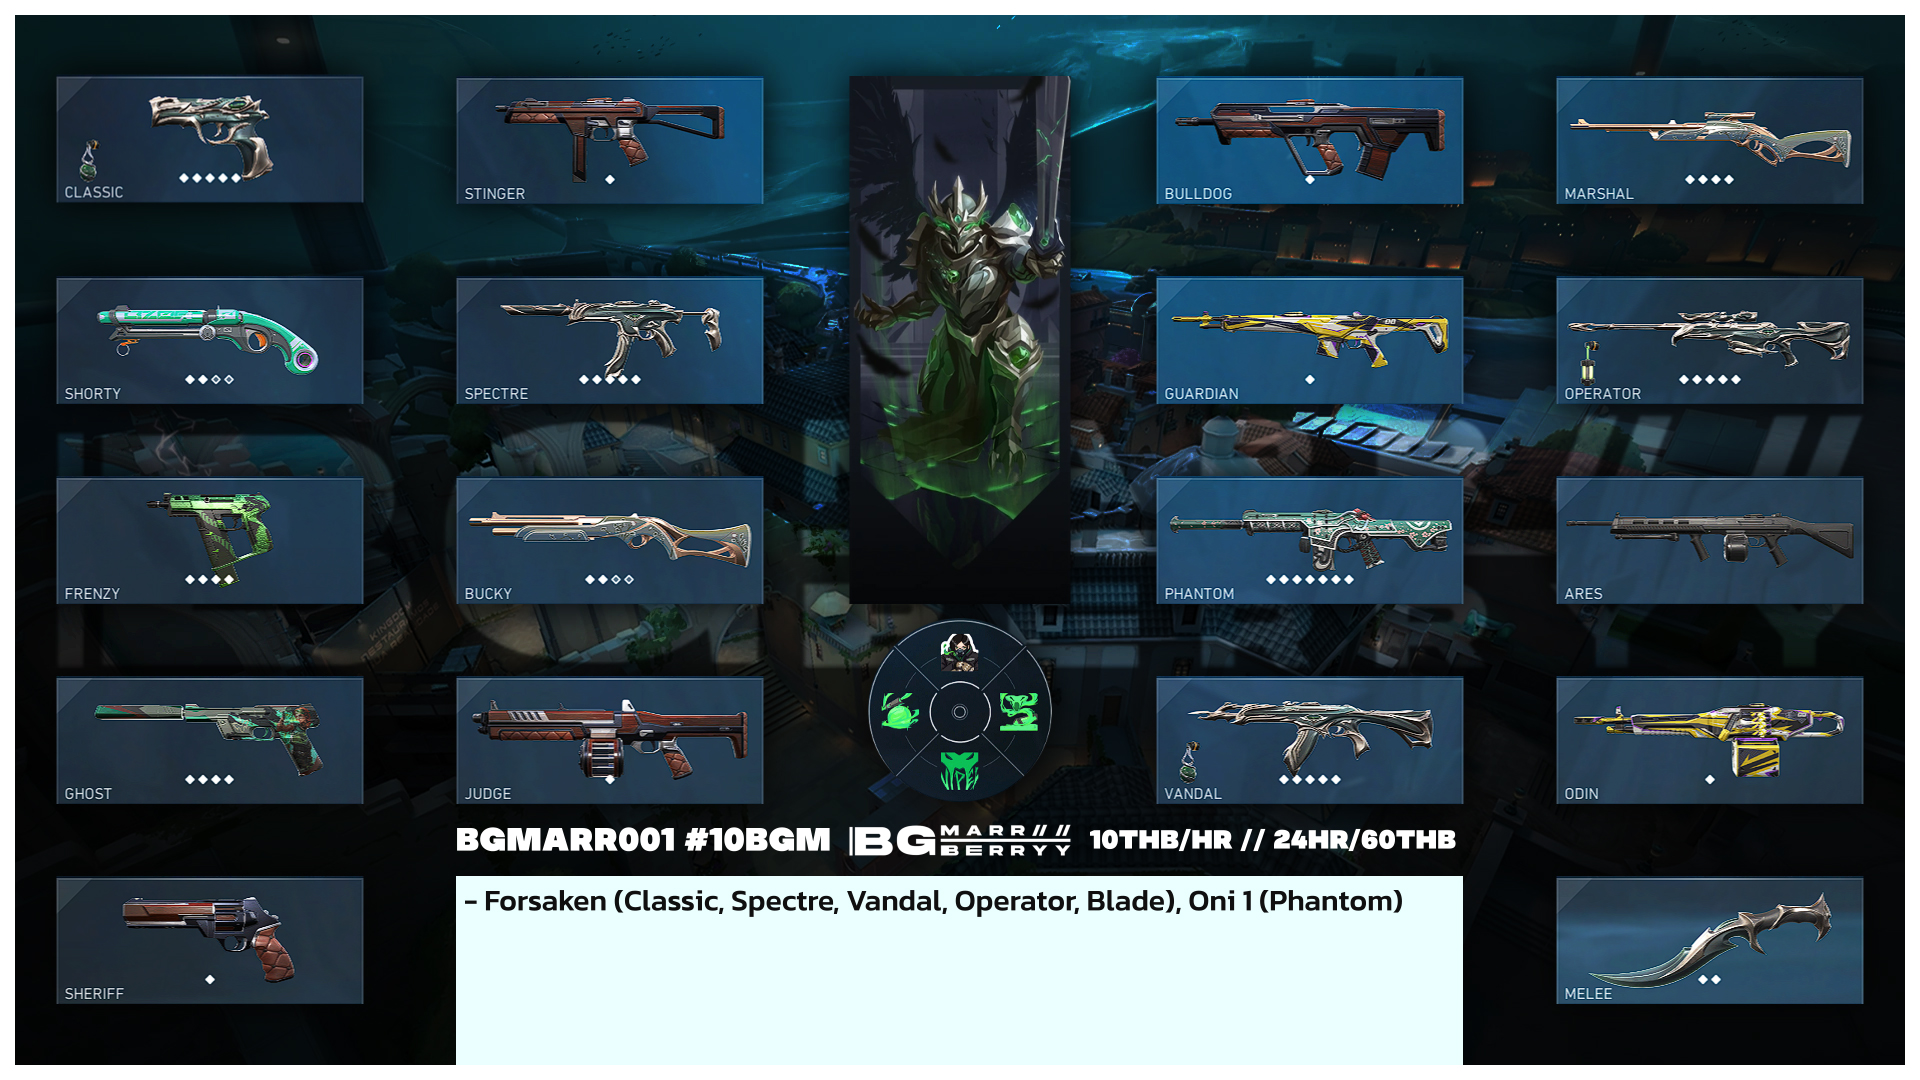 CLASSIC
STINGER
BULLDOG
MARSHAL
SHORTY
SPECTRE
GUARDIAN
OPERATOR
FRENZY
BUCKY
PHANTOM
ARES
GHOST
JUDGE
VANDAL
ODIN
BGMARR001 #10BGM
BG MARR////
BERRYY
10THB/HR // 24HR/60THB
SHERIFF
- Forsaken (Classic, Spectre, Vandal, Operator, Blade), Oni 1 (Phantom)
MELEE